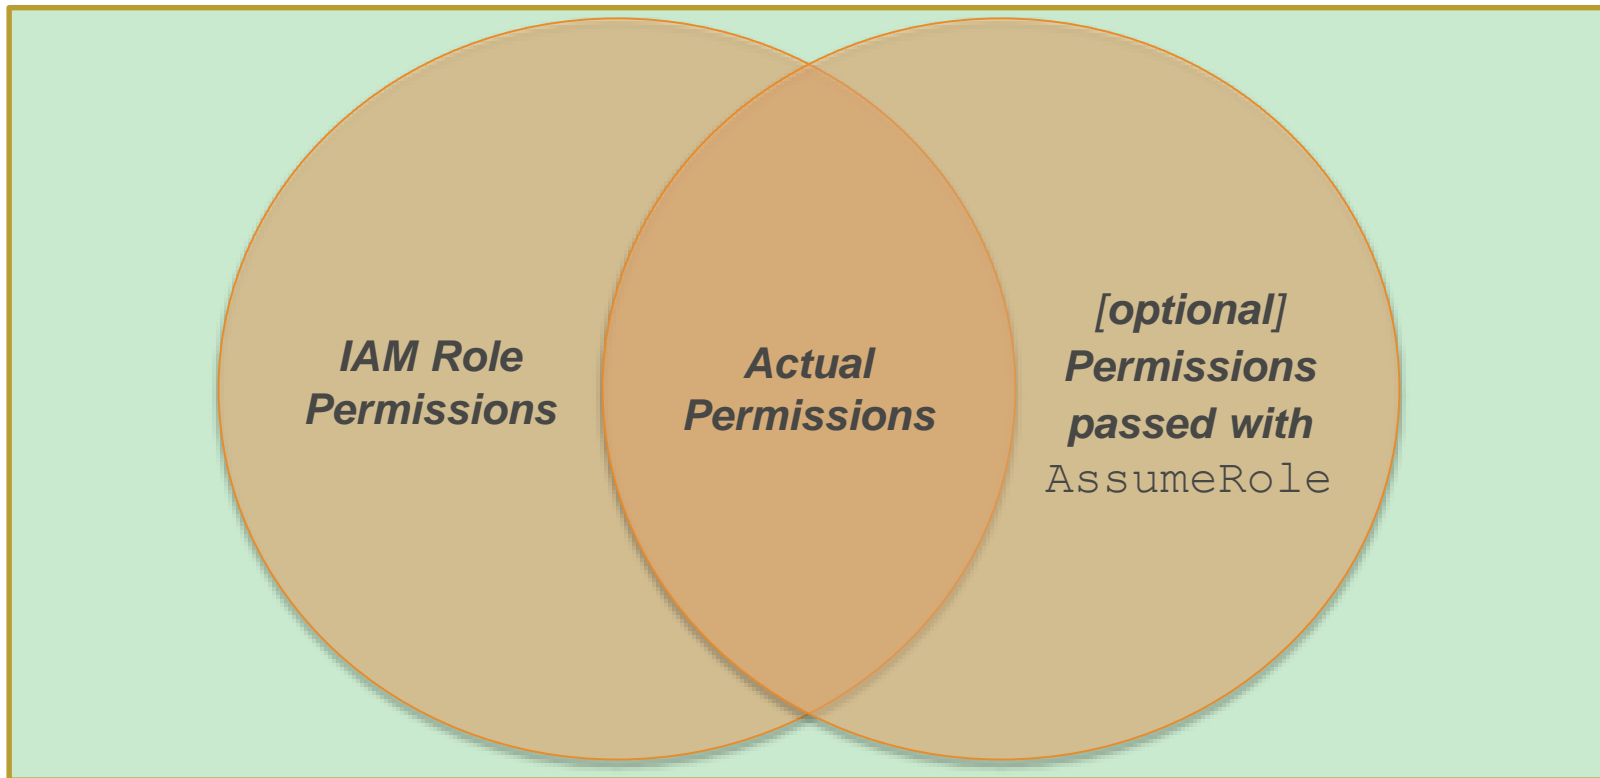 IAM Role
Permissions
Actual
Permissions
[optional]
Permissions
passed with
AssumeRole